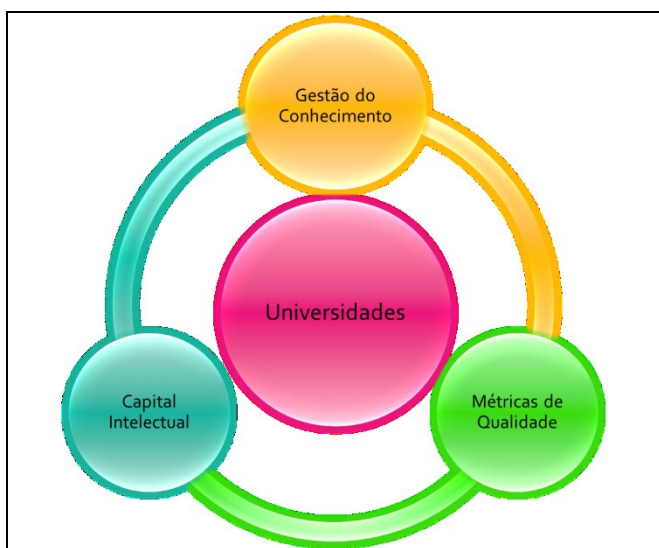 Gestão do
Conhecimento
Universidades
Capital
Intelectual
Métricas de
Qualidade